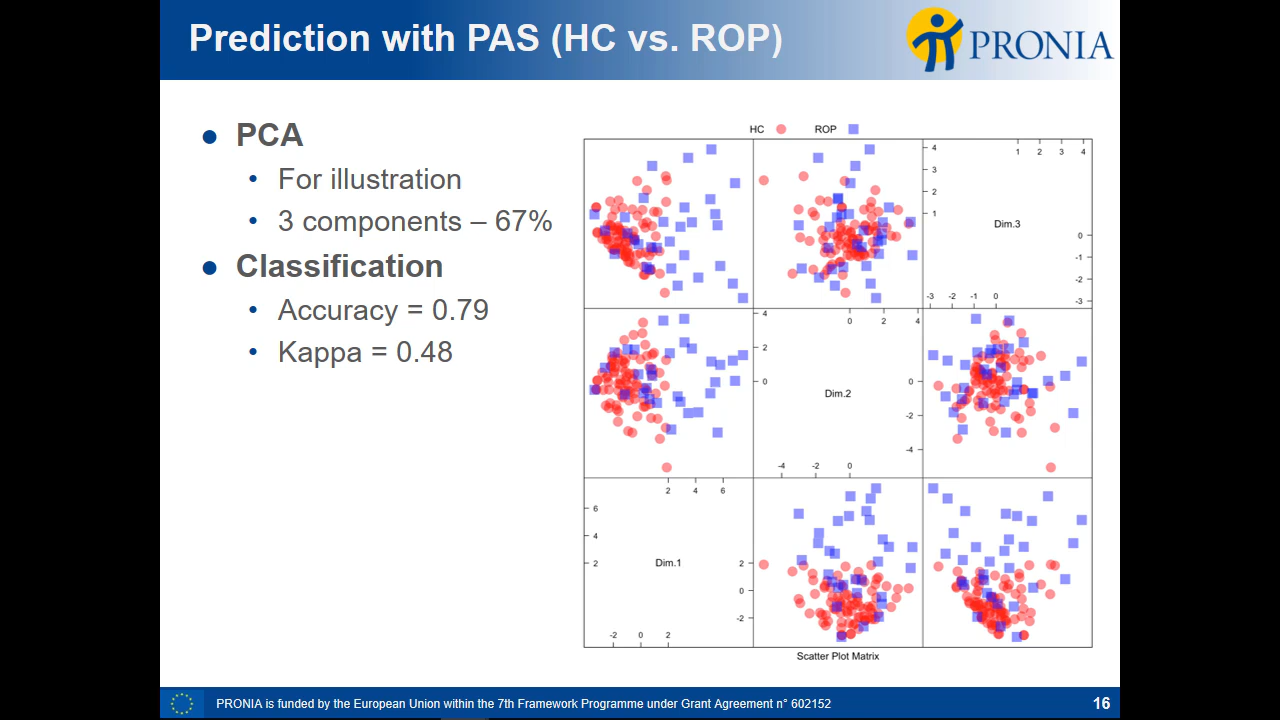 Prediction with PAS (HC vs. ROP)
PRONIA
● PCA
• For illustration
• 3 components – 67%
● Classification
• Accuracy = 0.79
• Kappa = 0.48
HC ROP
4
3
2
1
1 2 3 4
Dim.3
0
-1
-2
-3
-3 -2 -1 0
4
2
0
0 2 4
Dim.2
-4 -2 0
0
-2
-4
2 4 6
6
4
2
Dim.1
-2 0 2
2
0
-2
Scatter Plot Matrix
PRONIA is funded by the European Union within the 7th Framework Programme under Grant Agreement n° 602152
16